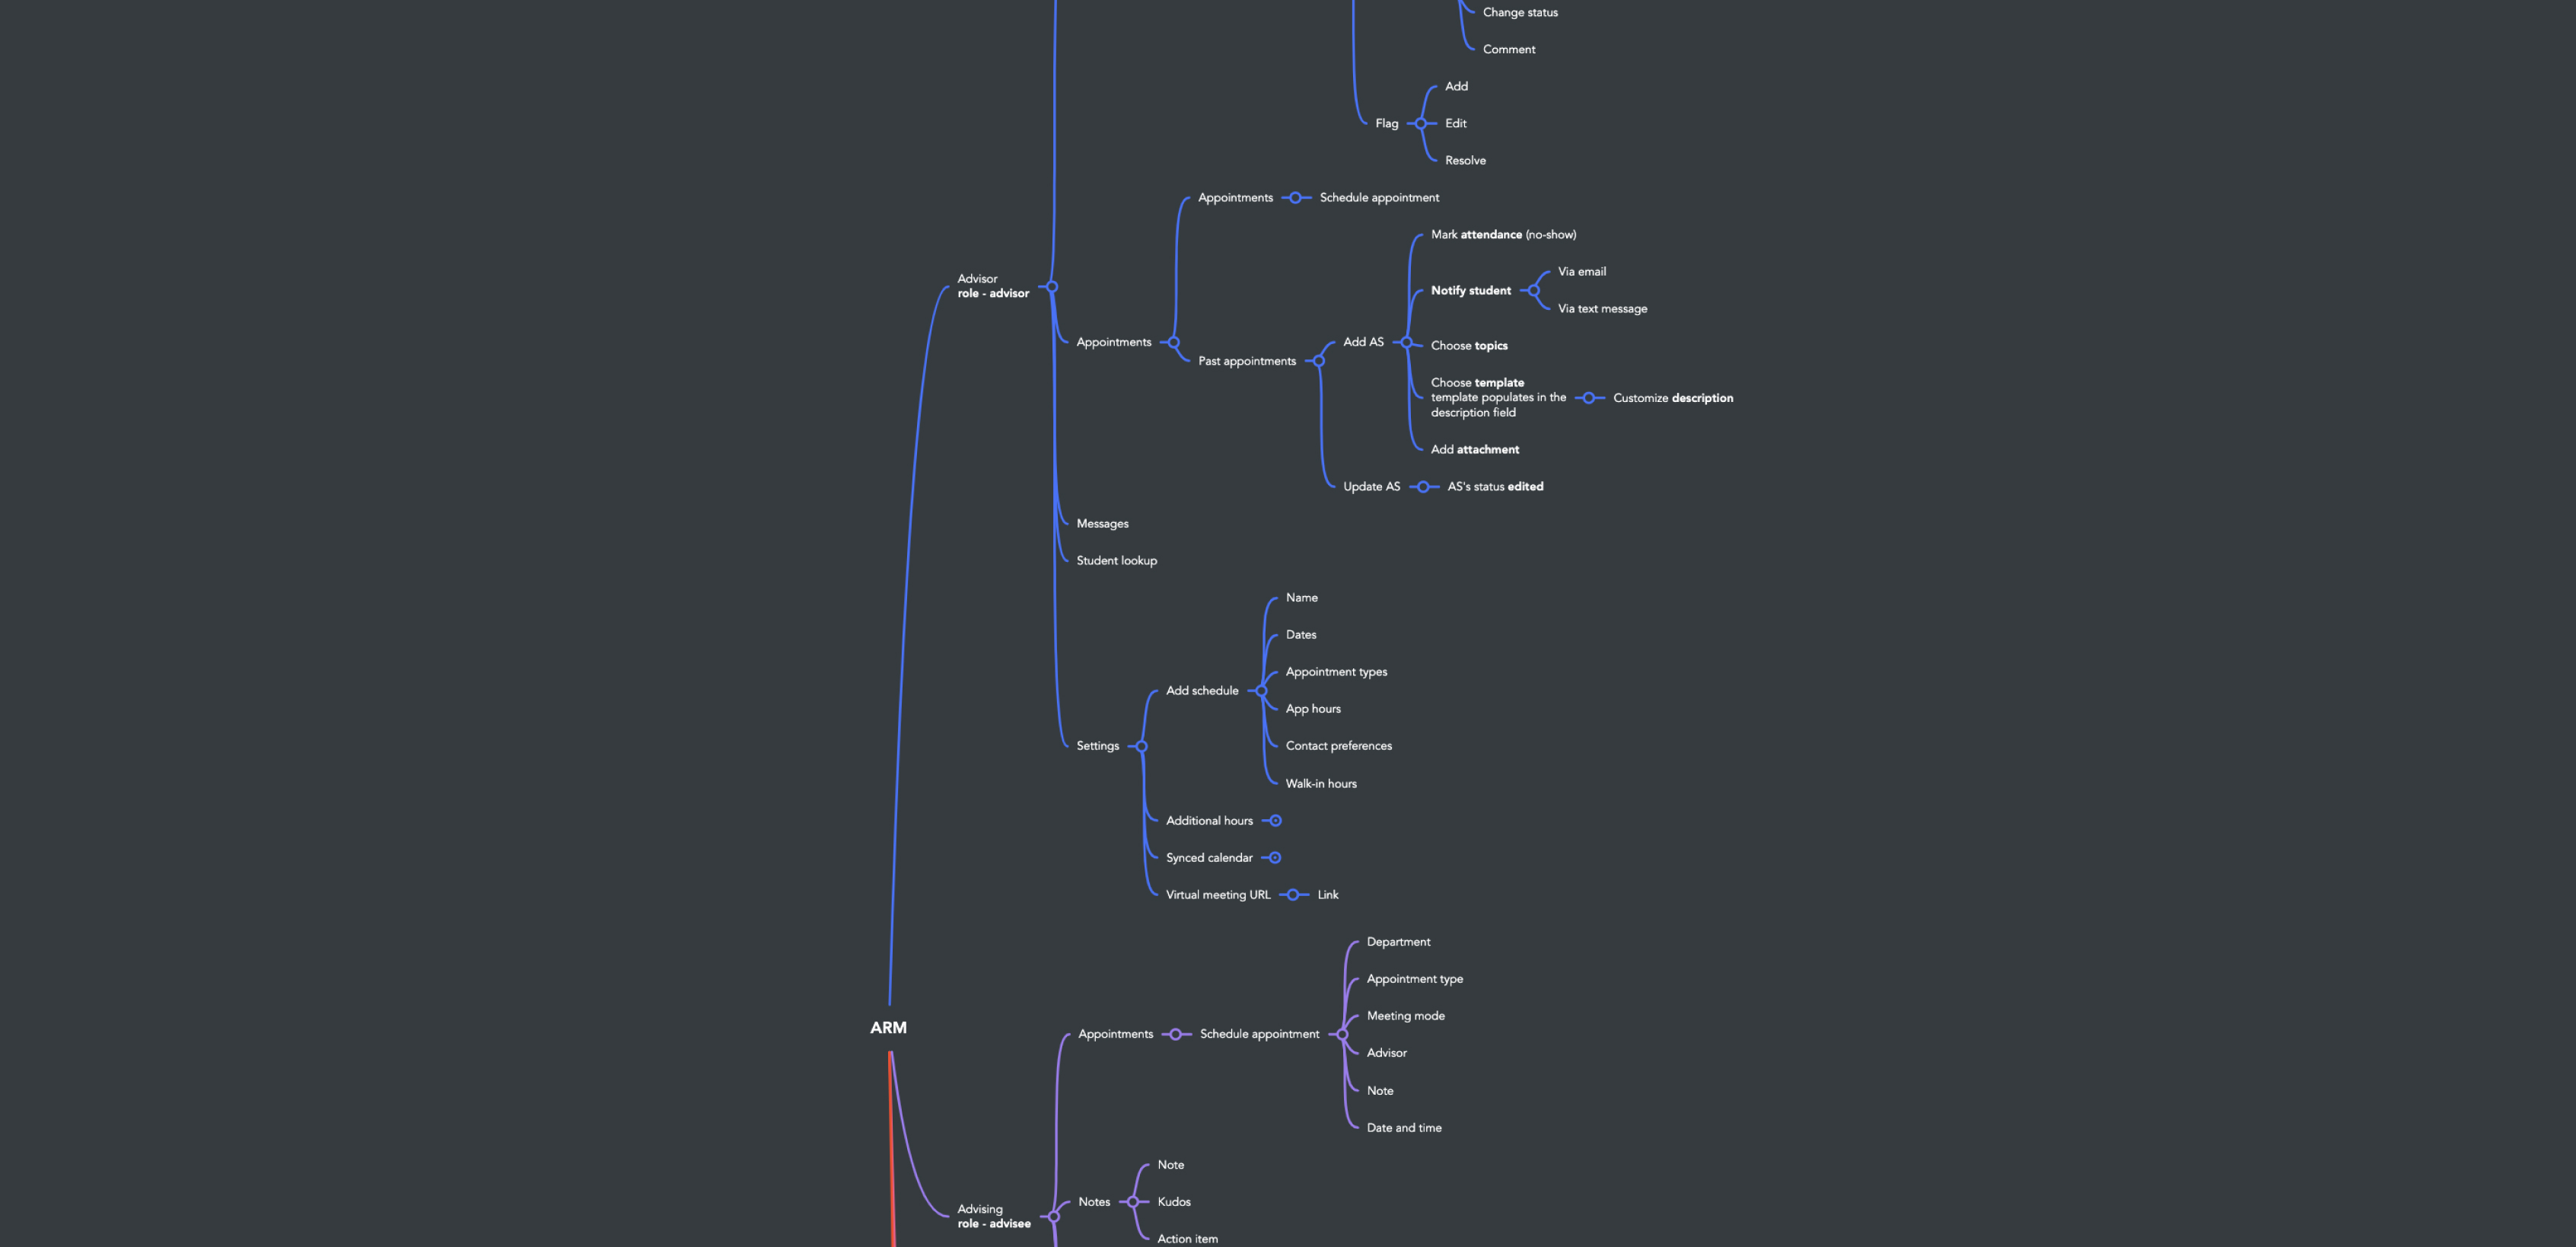 Change status
Comment
Add
Flag
Edit
Resolve
Appointments
Schedule appointment
Mark attendance (no-show)
Via email
Advisor
role - advisor
Notify student
Via text message
Appointments
Add AS
Choose topics
Past appointments
Choose template
template populates in the
description field
Customize description
Add attachment
Update AS
AS's status edited
Messages
Student lookup
Name
Dates
Appointment types
Add schedule
App hours
Settings
Contact preferences
Walk-in hours
Additional hours
Synced calendar
Virtual meeting URL
Link
Department
Appointment type
Meeting mode
ARM
Appointments
Schedule appointment
Advisor
Note
Date and time
Note
Notes
Kudos
Advising
role - advisee
Action item